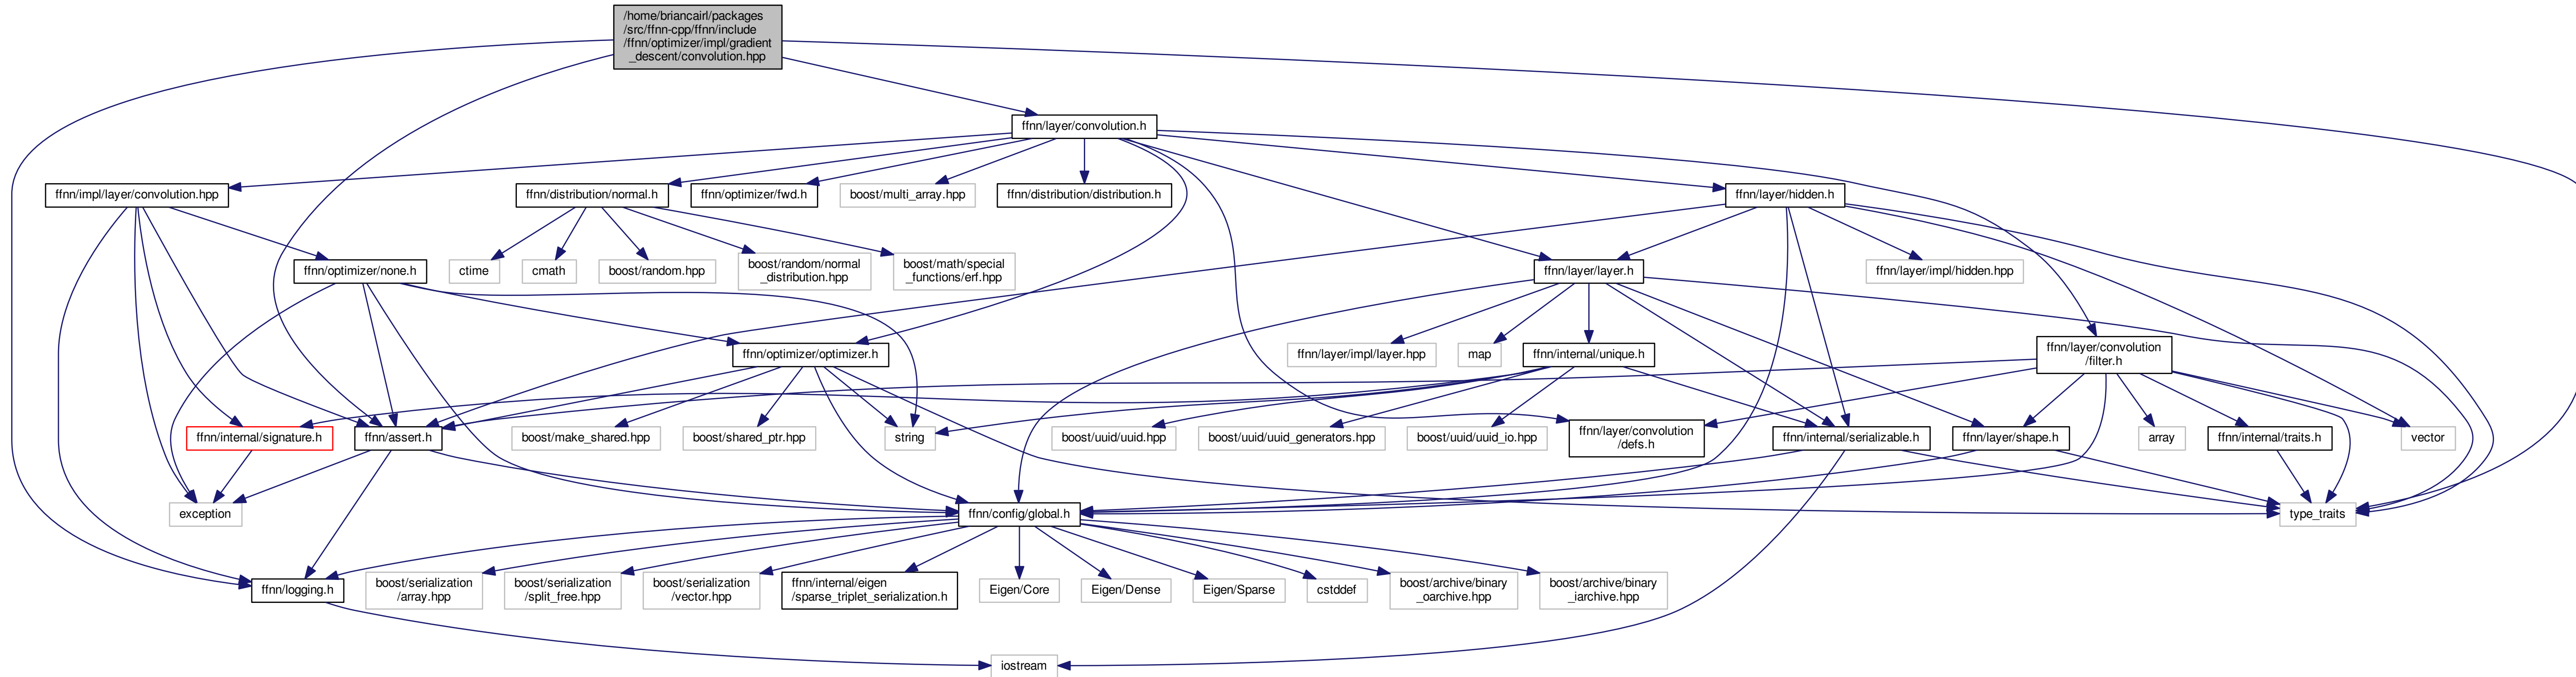 /home/briancairl/packages
/src/ffnn-cpp/ffnn/include
/ffnn/optimizer/impl/gradient
_descent/convolution.hpp
ffnn/layer/convolution.h
ffnn/impl/layer/convolution.hpp
ffnn/distribution/normal.h
ffnn/optimizer/fwd.h
boost/multi_array.hpp
ffnn/distribution/distribution.h
ffnn/layer/hidden.h
ffnn/optimizer/none.h
ctime
cmath
boost/random.hpp
boost/random/normal
_distribution.hpp
boost/math/special
_functions/erf.hpp
ffnn/layer/layer.h
ffnn/layer/impl/hidden.hpp
ffnn/optimizer/optimizer.h
ffnn/layer/impl/layer.hpp
map
ffnn/internal/unique.h
ffnn/layer/convolution
/filter.h
ffnn/internal/signature.h
ffnn/assert.h
boost/make_shared.hpp
boost/shared_ptr.hpp
string
boost/uuid/uuid.hpp
boost/uuid/uuid_generators.hpp
boost/uuid/uuid_io.hpp
ffnn/layer/convolution
/defs.h
ffnn/internal/serializable.h
ffnn/layer/shape.h
array
ffnn/internal/traits.h
vector
exception
ffnn/config/global.h
type_traits
ffnn/logging.h
boost/serialization
/array.hpp
boost/serialization
/split_free.hpp
boost/serialization
/vector.hpp
ffnn/internal/eigen
/sparse_triplet_serialization.h
Eigen/Core
Eigen/Dense
Eigen/Sparse
cstddef
boost/archive/binary
_oarchive.hpp
boost/archive/binary
_iarchive.hpp
iostream